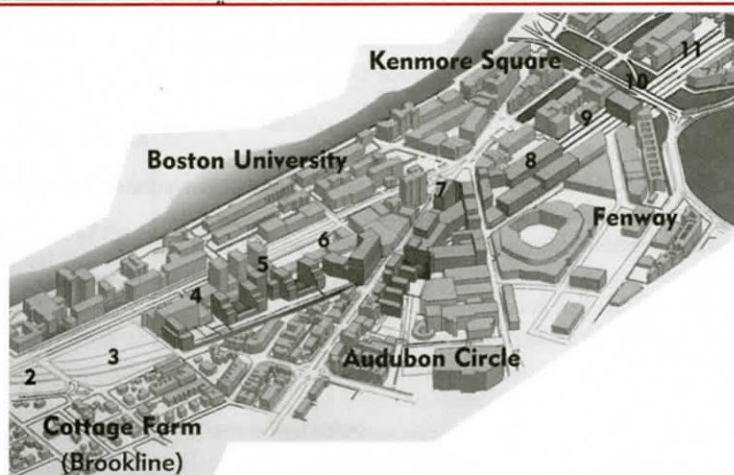 Kenmore Square
11
10
9
Boston University
8
7
Fenway
6
5
4
Audubon Circle
3
2
Cottage Farm
(Brookline)